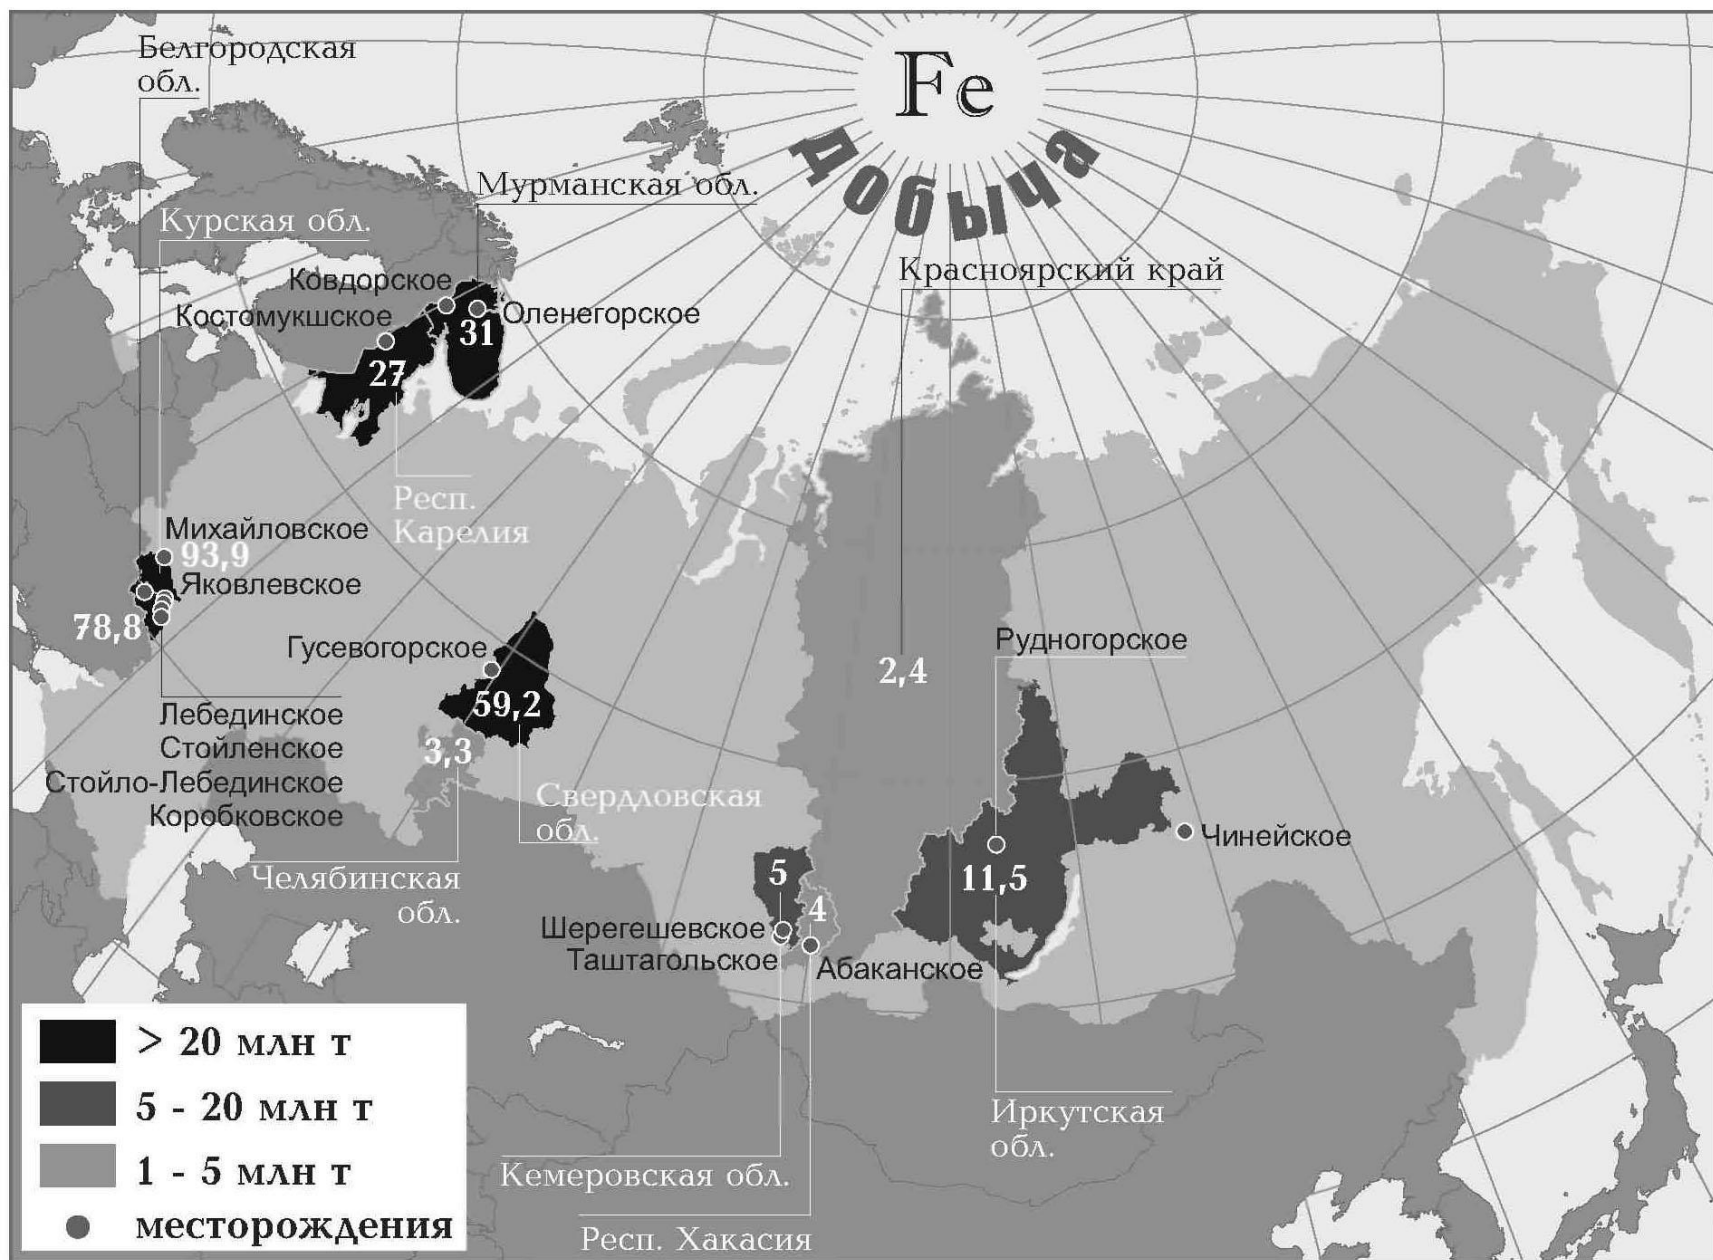 Fe
добыча
Белгородская
обл.
Мурманская обл.
Курская обл.
Красноярский край
Ковдорское
Костомукшское
Оленегорское
31
27
Респ.
Карелия
Михайловское
93,9
Яковлевское
78,8
Гусевогорское
59,2
Рудногорское
2,4
Лебединское
Стойленское
Стойло-Лебединское
Коробковское
3,3
Свердловская
обл.
Челябинская
обл.
Чинейское
5
4
11,5
Шерегешевское
Таштагольское
Абаканское
Иркутская
обл.
Кемеровская обл.
Респ. Хакасия
> 20 млн т
5 - 20 млн т
1 - 5 млн т
месторождения